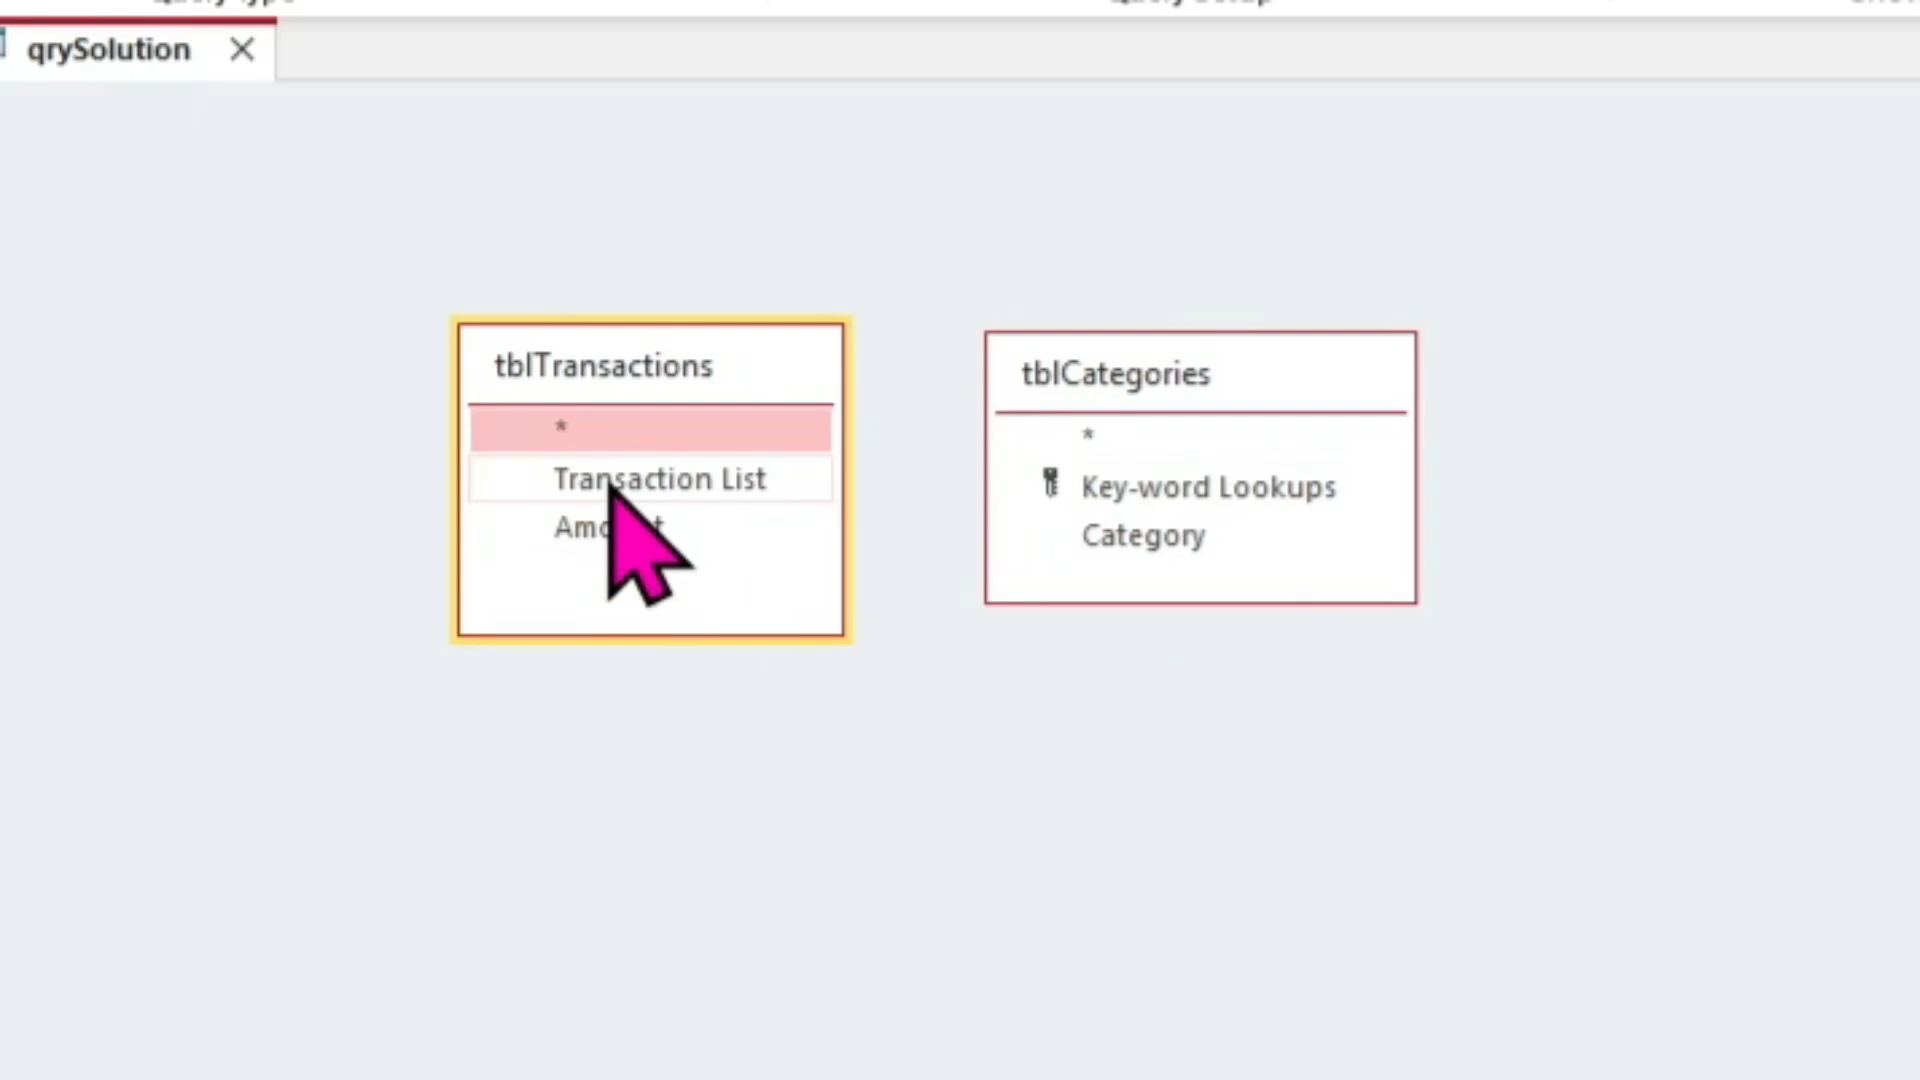 qrySolution
tblTransactions
*
Transaction List
tblCategories
*
Key-word Lookups
Category